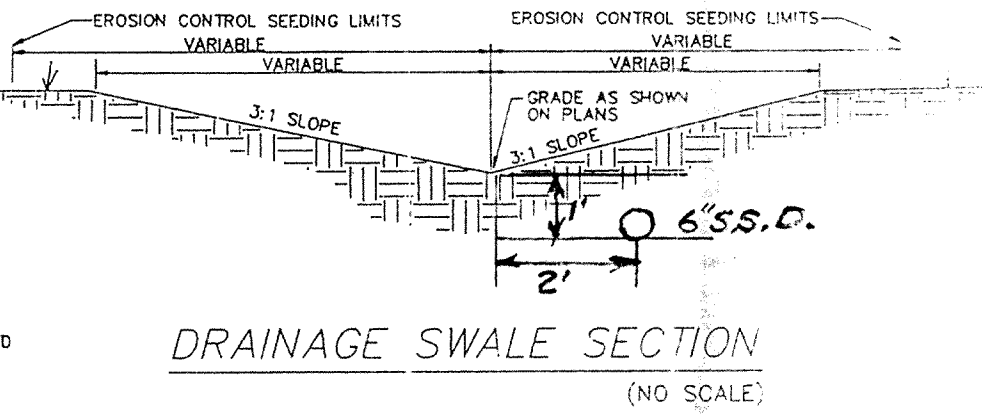 EROSION CONTROL SEEDING LIMITS
EROSION CONTROL SEEDING LIMITS
VARIABLE
VARIABLE
VARIABLE
VARIABLE
GRADE AS SHOWN
ON PLANS
3:1 SLOPE
3:1 SLOPE
1'
6" S.S.D.
2'
D
DRAINAGE SWALE SECTION
(NO SCALE)